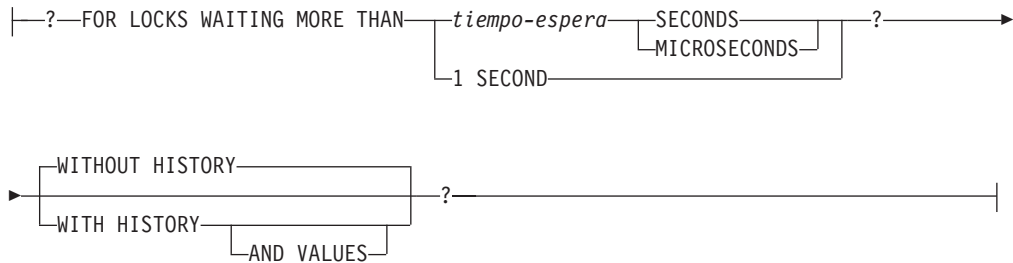 ? FOR LOCKS WAITING MORE THAN tiempo-espera SECONDS ?
MICROSECONDS
1 SECOND
WITHOUT HISTORY
?
WITH HISTORY
AND VALUES